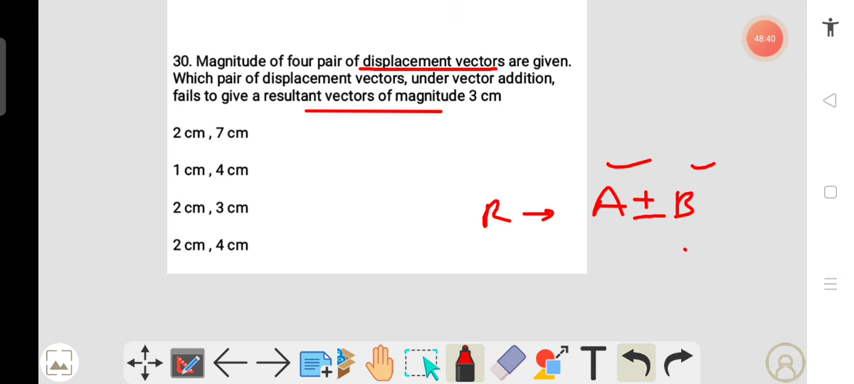 48:40
30. Magnitude of four pair of displacement vectors are given.
Which pair of displacement vectors, under vector addition,
fails to give a resultant vectors of magnitude 3 cm
2 cm , 7 cm
1 cm , 4 cm
2 cm , 3 cm
2 cm , 4 cm
R → A ± B
T